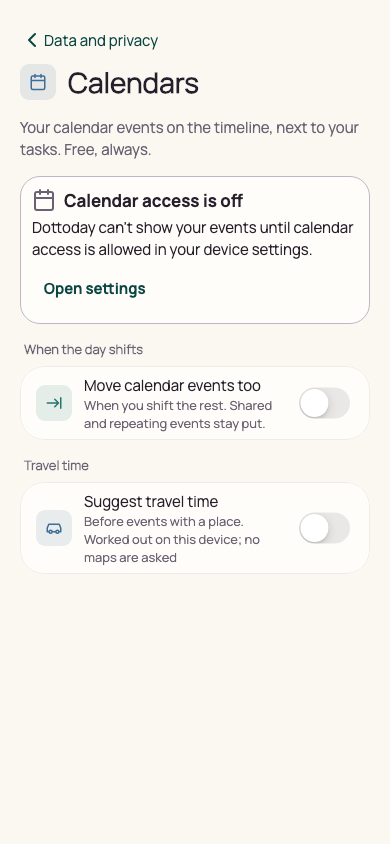 Data and privacy
Calendars
Your calendar events on the timeline, next to your
tasks. Free, always.
Calendar access is off
Dottoday can't show your events until calendar
access is allowed in your device settings.
Open settings
When the day shifts
Move calendar events too
When you shift the rest. Shared
and repeating events stay put.
Travel time
Suggest travel time
Before events with a place.
Worked out on this device; no
maps are asked